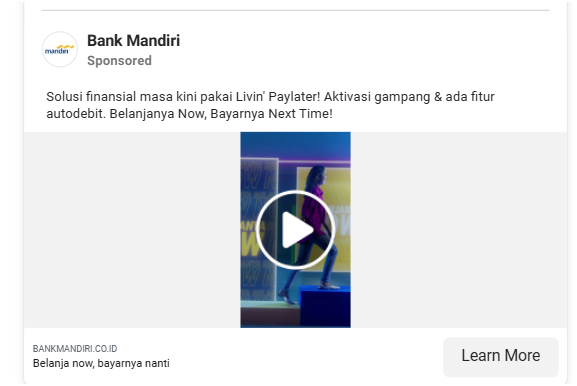 mandiri
Bank Mandiri
Sponsored
Solusi finansial masa kini pakai Livin' Paylater! Aktivasi gampang & ada fitur
autodebit. Belanjanya Now, Bayarnya Next Time!
BANKMANDIRI.CO.ID
Belanja now, bayarnya nanti
Learn More